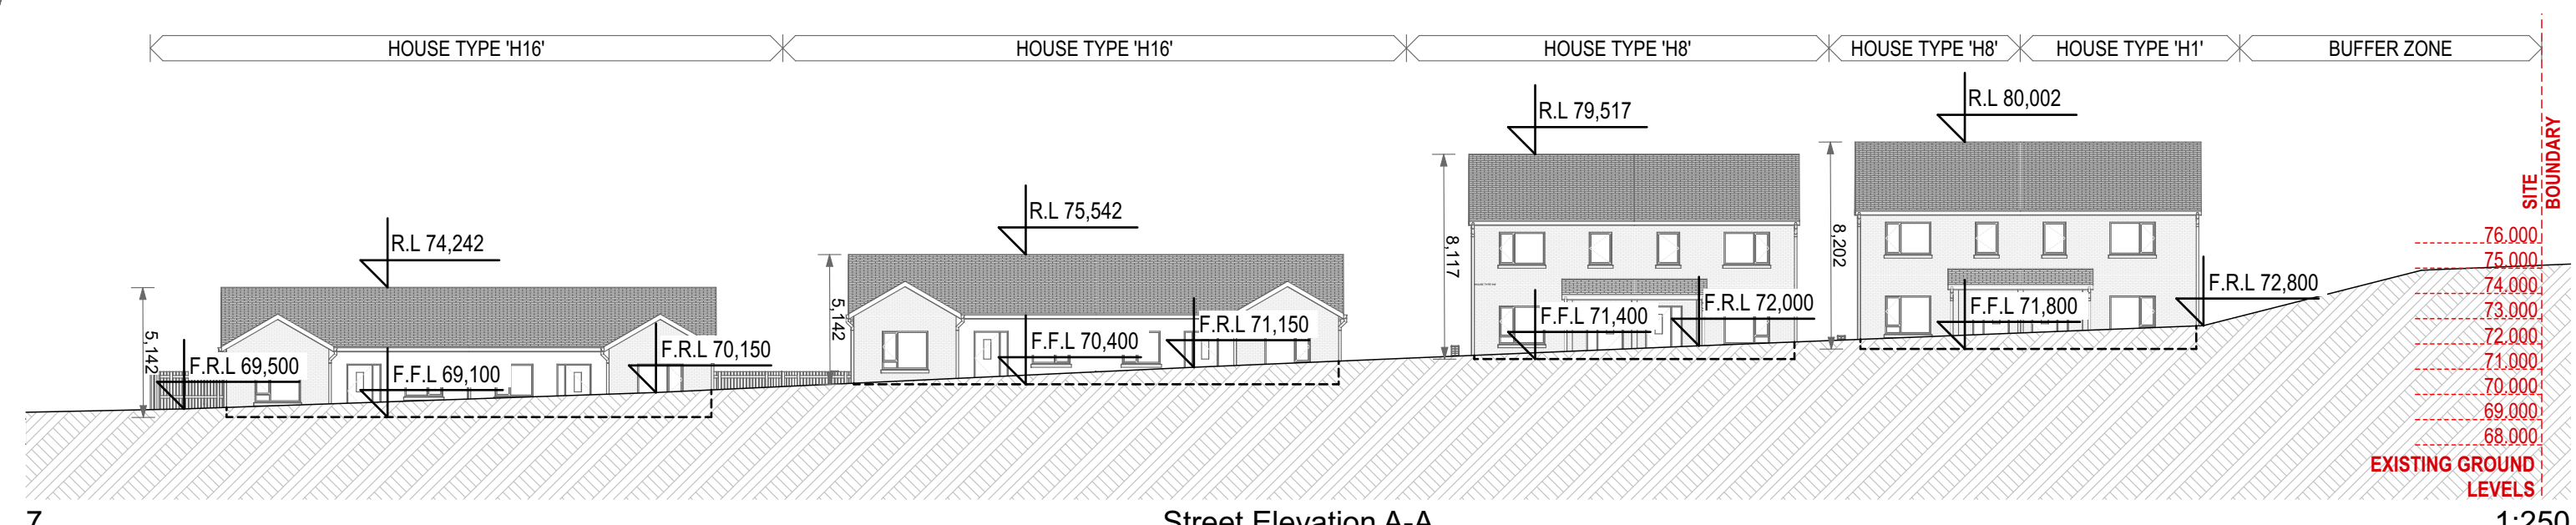 HOUSE TYPE 'H16'
HOUSE TYPE 'H16'
HOUSE TYPE 'H8'
HOUSE TYPE 'H8'
HOUSE TYPE 'H1'
BUFFER ZONE
R.L 74,242
5,142
F.R.L 69,500
F.F.L 69,100
F.R.L 70,150
R.L 75,542
5,142
F.F.L 70,400
F.R.L 71,150
R.L 79,517
8,117
F.F.L 71,400
F.R.L 72,000
R.L 80,002
8,202
F.F.L 71,800
F.R.L 72,800
SITE
BOUNDARY
76.000
75.000
74.000
73.000
72.000
71.000
70.000
69.000
68.000
EXISTING GROUND
LEVELS
7
Street Elevation A-A
1:250